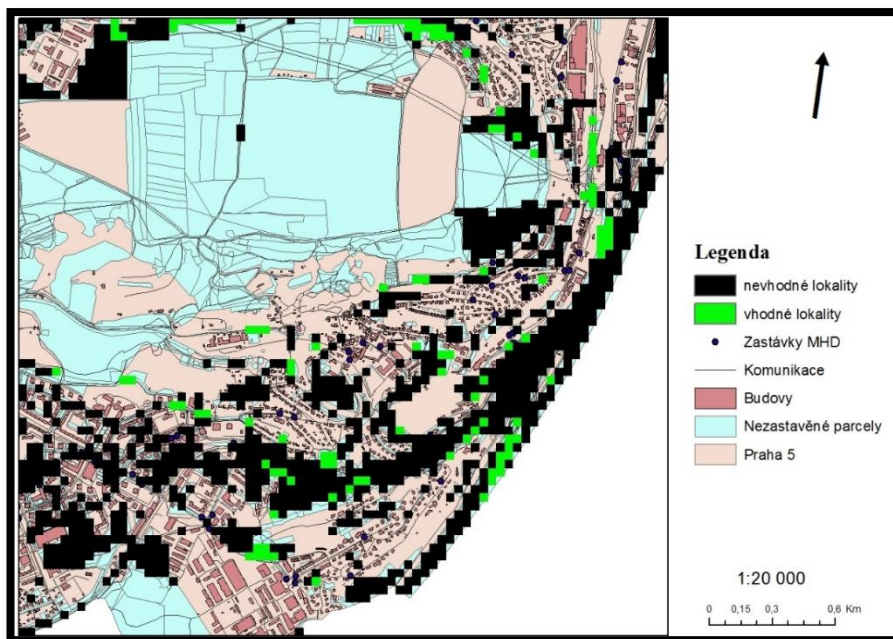 Legenda
nevhodné lokality
vhodné lokality
Zastávky MHD
Komunikace
Budovy
Nezastavěné parcely
Praha 5
1:20 000
0 0,15 0,3 0,6 Km